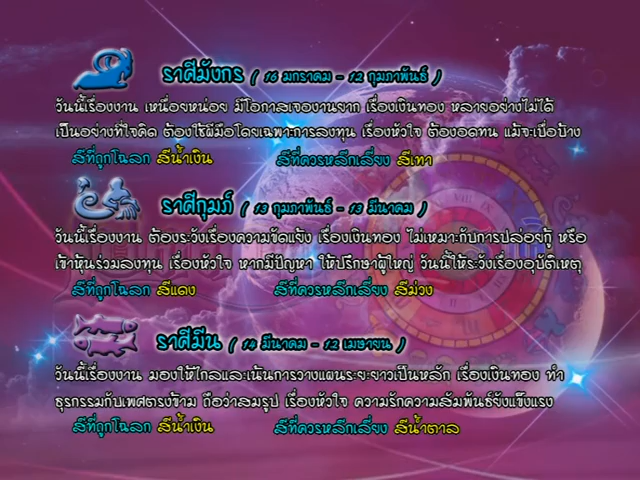 ราศีมังกร ( 16 มกราคม - 12 กุมภาพันธ์ )
วันนี้เรื่องงาน เหนื่อยหน่อย มีโอกาสเจองานยาก เรื่องเงินทอง หลายอย่างไม่ได้
เป็นอย่างที่ใจคิด ต้องใช้ฝีมือโดยเฉพาะการลงทุน เรื่องหัวใจ ต้องอดทน แม้จะเบื่อบ้าง
สีที่ถูกโฉลก สีน้ำเงิน สีที่ควรหลีกเลี่ยง สีเทา
ราศีกุมภ์ ( 13 กุมภาพันธ์ - 13 มีนาคม )
วันนี้เรื่องงาน ต้องระวังเรื่องความขัดแย้ง เรื่องเงินทอง ไม่เหมาะกับการปล่อยกู้ หรือ
เข้าหุ้นร่วมลงทุน เรื่องหัวใจ หากมีปัญหา ให้ปรึกษาผู้ใหญ่ วันนี้ให้ระวังเรื่องอุบัติเหตุ
สีที่ถูกโฉลก สีแดง สีที่ควรหลีกเลี่ยง สีม่วง
ราศีมีน ( 14 มีนาคม - 12 เมษายน )
วันนี้เรื่องงาน มองให้ไกลและเน้นการวางแผนระยะยาวเป็นหลัก เรื่องเงินทอง ทำ
ธุรกรรมกับเพศตรงข้าม ถือว่าสมรูป เรื่องหัวใจ ความรักความสัมพันธ์ยังแข็งแรง
สีที่ถูกโฉลก สีน้ำเงิน สีที่ควรหลีกเลี่ยง สีน้ำตาล